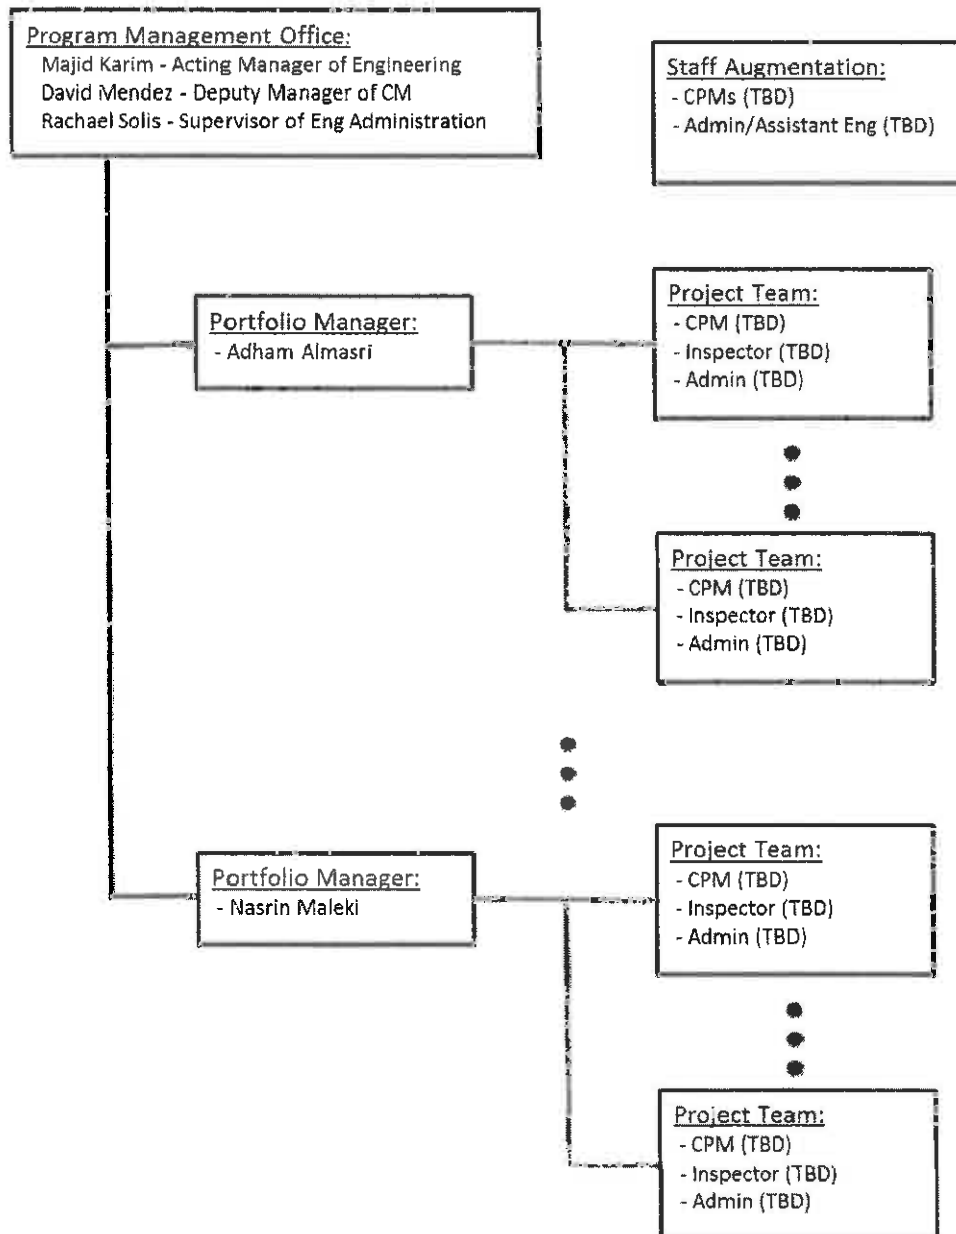 Program Management Office:
Majid Karim - Acting Manager of Engineering
David Mendez - Deputy Manager of CM
Rachael Solis - Supervisor of Eng Administration
Staff Augmentation:
- CPMs (TBD)
- Admin/Assistant Eng (TBD)
Portfolio Manager:
- Adham Almasri
Project Team:
- CPM (TBD)
- Inspector (TBD)
- Admin (TBD)
Project Team:
- CPM (TBD)
- Inspector (TBD)
- Admin (TBD)
Portfolio Manager:
- Nasrin Maleki
Project Team:
- CPM (TBD)
- Inspector (TBD)
- Admin (TBD)
Project Team:
- CPM (TBD)
- Inspector (TBD)
- Admin (TBD)